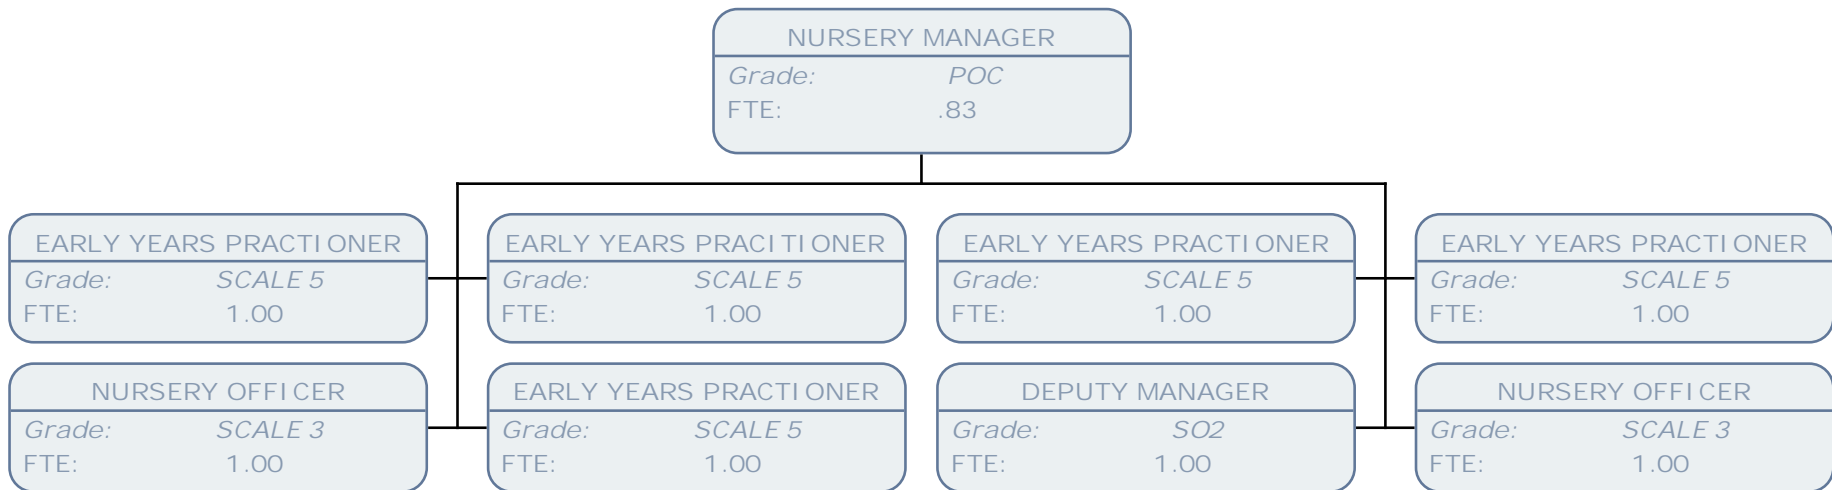 NURSERY MANAGER
Grade: POC
FTE: .83
EARLY YEARS PRACTIONER
Grade: SCALE 5
FTE: 1.00
EARLY YEARS PRACITIONER
Grade: SCALE 5
FTE: 1.00
EARLY YEARS PRACTIONER
Grade: SCALE 5
FTE: 1.00
EARLY YEARS PRACTIONER
Grade: SCALE 5
FTE: 1.00
NURSERY OFFICER
Grade: SCALE 3
FTE: 1.00
EARLY YEARS PRACTIONER
Grade: SCALE 5
FTE: 1.00
DEPUTY MANAGER
Grade: SO2
FTE: 1.00
NURSERY OFFICER
Grade: SCALE 3
FTE: 1.00